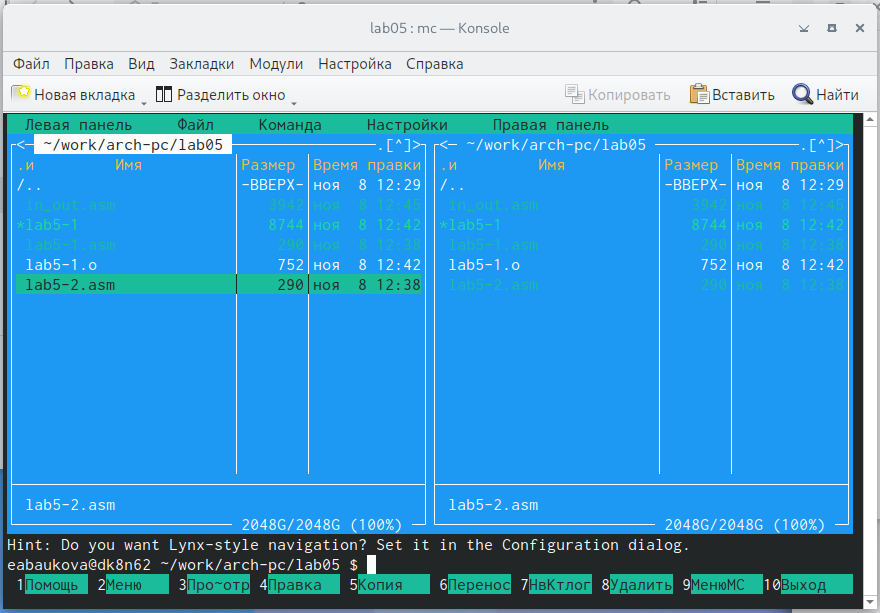 lab05 : mc — Konsole
Файл Правка Вид Закладки Модули Настройка Справка
Новая вкладка Разделить окно Копировать Вставить Найти
Левая панель Файл Команда Настройки Правая панель
<─ ~/work/arch-pc/lab05 .[^]> <─ ~/work/arch-pc/lab05 .[^]>
.и Имя Размер Время правки .и Имя Размер Время правки
/.. -ВВЕРХ- ноя 8 12:29 /.. -ВВЕРХ- ноя 8 12:29
in_out.asm 3942 ноя 8 12:45 in_out.asm 3942 ноя 8 12:45
*lab5-1 8744 ноя 8 12:42 *lab5-1 8744 ноя 8 12:42
lab5-1.asm 290 ноя 8 12:38 lab5-1.asm 290 ноя 8 12:38
lab5-1.o 752 ноя 8 12:42 lab5-1.o 752 ноя 8 12:42
lab5-2.asm 290 ноя 8 12:38 lab5-2.asm 290 ноя 8 12:38
lab5-2.asm lab5-2.asm
2048G/2048G (100%) 2048G/2048G (100%)
Hint: Do you want Lynx-style navigation? Set it in the Configuration dialog.
eabaukova@dk8n62 ~/work/arch-pc/lab05 $
1Помощь 2Меню 3Про~отр 4Правка 5Копия 6Перенос 7НвКтлог 8Удалить 9МенюMC 10Выход